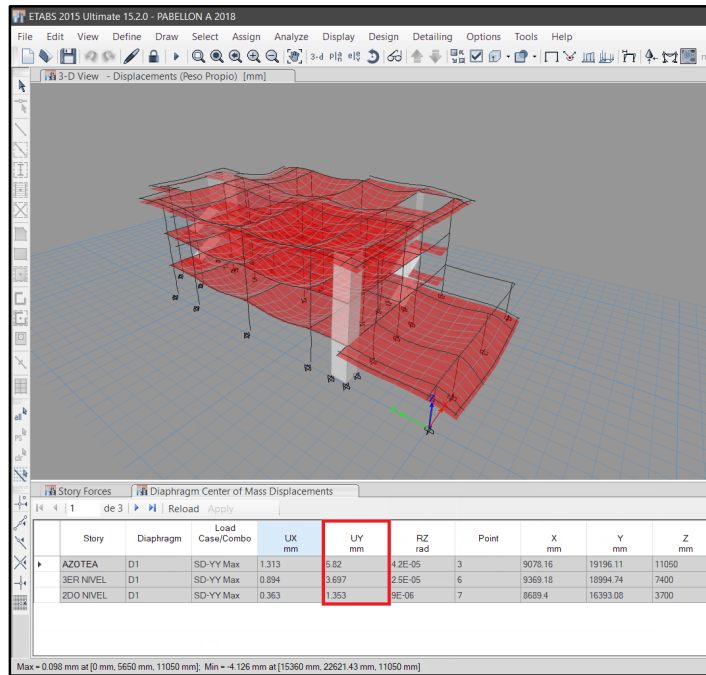 ETABS 2015 Ultimate 15.2.0 - PABELLON A 2018
File Edit View Define Draw Select Assign Analyze Display Design Detailing Options Tools Help
3-d
3-D View - Displacements (Peso Propio) [mm]
all
Story Forces Diaphragm Center of Mass Displacements
1 de 3 Reload Apply
Story Diaphragm Load Case/Combo UX mm UY mm RZ rad Point X mm Y mm Z mm
AZOTEA D1 SD-YY Max 1.313 5.82 4.2E-05 3 9078.16 19196.11 11050
3ER NIVEL D1 SD-YY Max 0.894 3.697 2.5E-05 6 9369.18 18994.74 7400
2DO NIVEL D1 SD-YY Max 0.363 1.353 9E-06 7 8689.4 16393.08 3700
Max = 0.098 mm at [0 mm, 5650 mm, 11050 mm]; Min = -4.126 mm at [15360 mm, 22621.43 mm, 11050 mm]